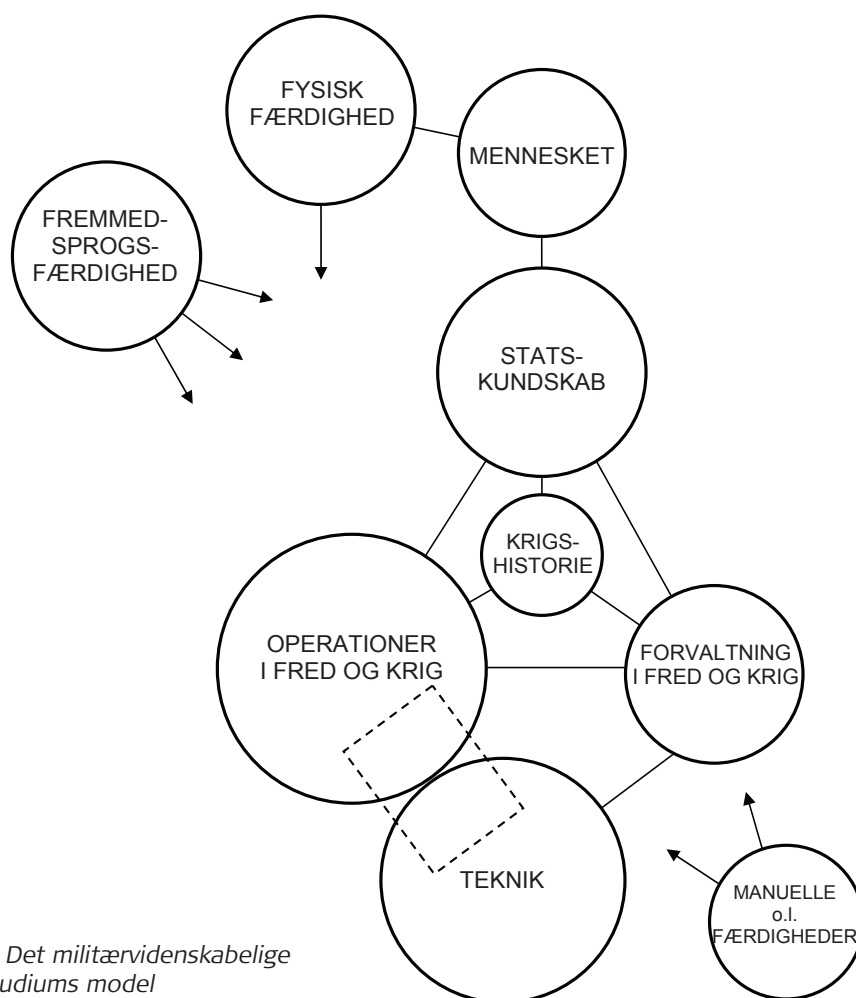 FYSISK
FÆRDIGHED
MENNESKET
FREMMED-
SPROGS-
FÆRDIGHED
STATS-
KUNDSKAB
KRIGS-
HISTORIE
OPERATIONER
I FRED OG KRIG
FORVALTNING
I FRED OG KRIG
TEKNIK
MANUELLE
o.l.
FÆRDIGHEDER
Det militærvidenskabelige
udiums model